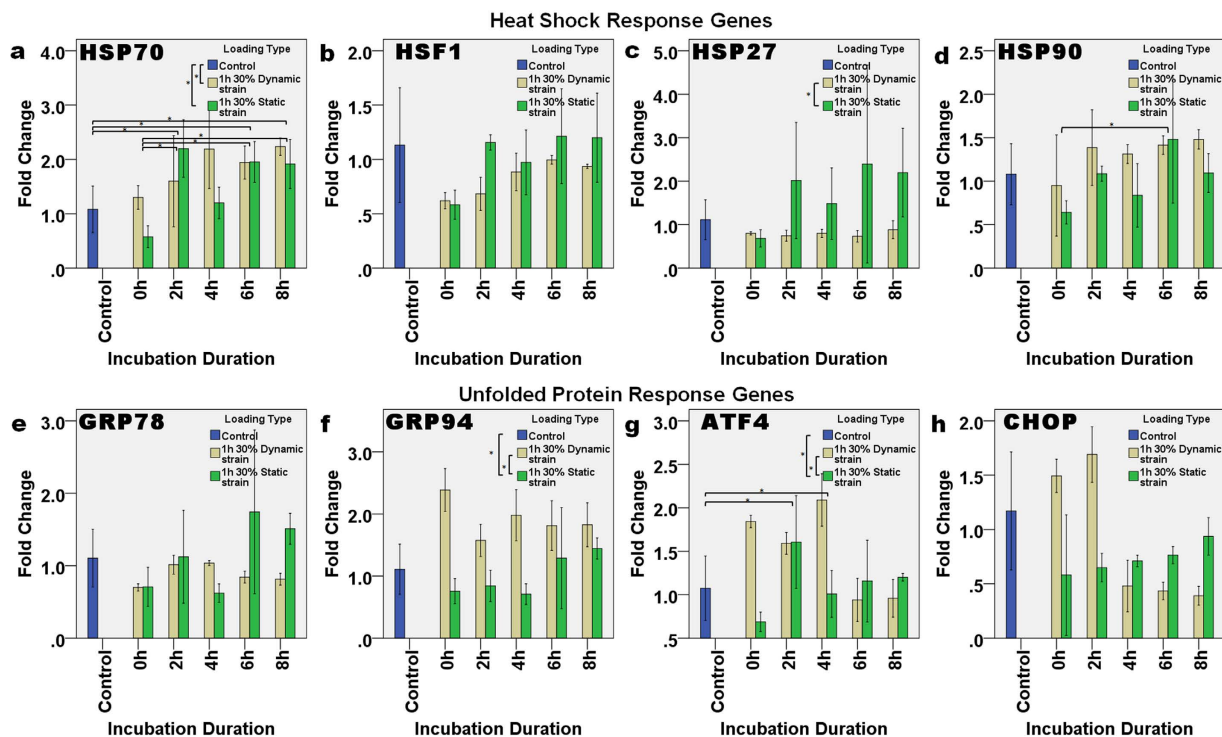 Heat Shock Response Genes
a
HSP70
Loading Type
Control
1h 30% Dynamic
strain
1h 30% Static
strain
*
*
*
*
*
*
*
*
Fold Change
4.0
3.0
2.0
1.0
.0
Control
0h
2h
4h
6h
8h
Incubation Duration
b
HSF1
Loading Type
Control
1h 30% Dynamic
strain
1h 30% Static
strain
Fold Change
2.0
1.5
1.0
.5
.0
Control
0h
2h
4h
6h
8h
Incubation Duration
c
HSP27
Loading Type
Control
1h 30% Dynamic
strain
1h 30% Static
strain
*
Fold Change
5.0
4.0
3.0
2.0
1.0
.0
Control
0h
2h
4h
6h
8h
Incubation Duration
d
HSP90
Loading Type
Control
1h 30% Dynamic
strain
1h 30% Static
strain
*
Fold Change
2.5
2.0
1.5
1.0
.50
.0
Control
0h
2h
4h
6h
8h
Incubation Duration
Unfolded Protein Response Genes
e
GRP78
Loading Type
Control
1h 30% Dynamic
strain
1h 30% Static
strain
Fold Change
3.0
2.0
1.0
.0
Control
0h
2h
4h
6h
8h
Incubation Duration
f
GRP94
Loading Type
Control
1h 30% Dynamic
strain
1h 30% Static
strain
*
*
Fold Change
3.0
2.0
1.0
.0
Control
0h
2h
4h
6h
8h
Incubation Duration
g
ATF4
Loading Type
Control
1h 30% Dynamic
strain
1h 30% Static
strain
*
*
*
*
Fold Change
3.0
2.5
2.0
1.5
1.0
5
Control
0h
2h
4h
6h
8h
Incubation Duration
h
CHOP
Loading Type
Control
1h 30% Dynamic
strain
1h 30% Static
strain
Fold Change
2.0
1.5
1.0
.5
.0
Control
0h
2h
4h
6h
8h
Incubation Duration